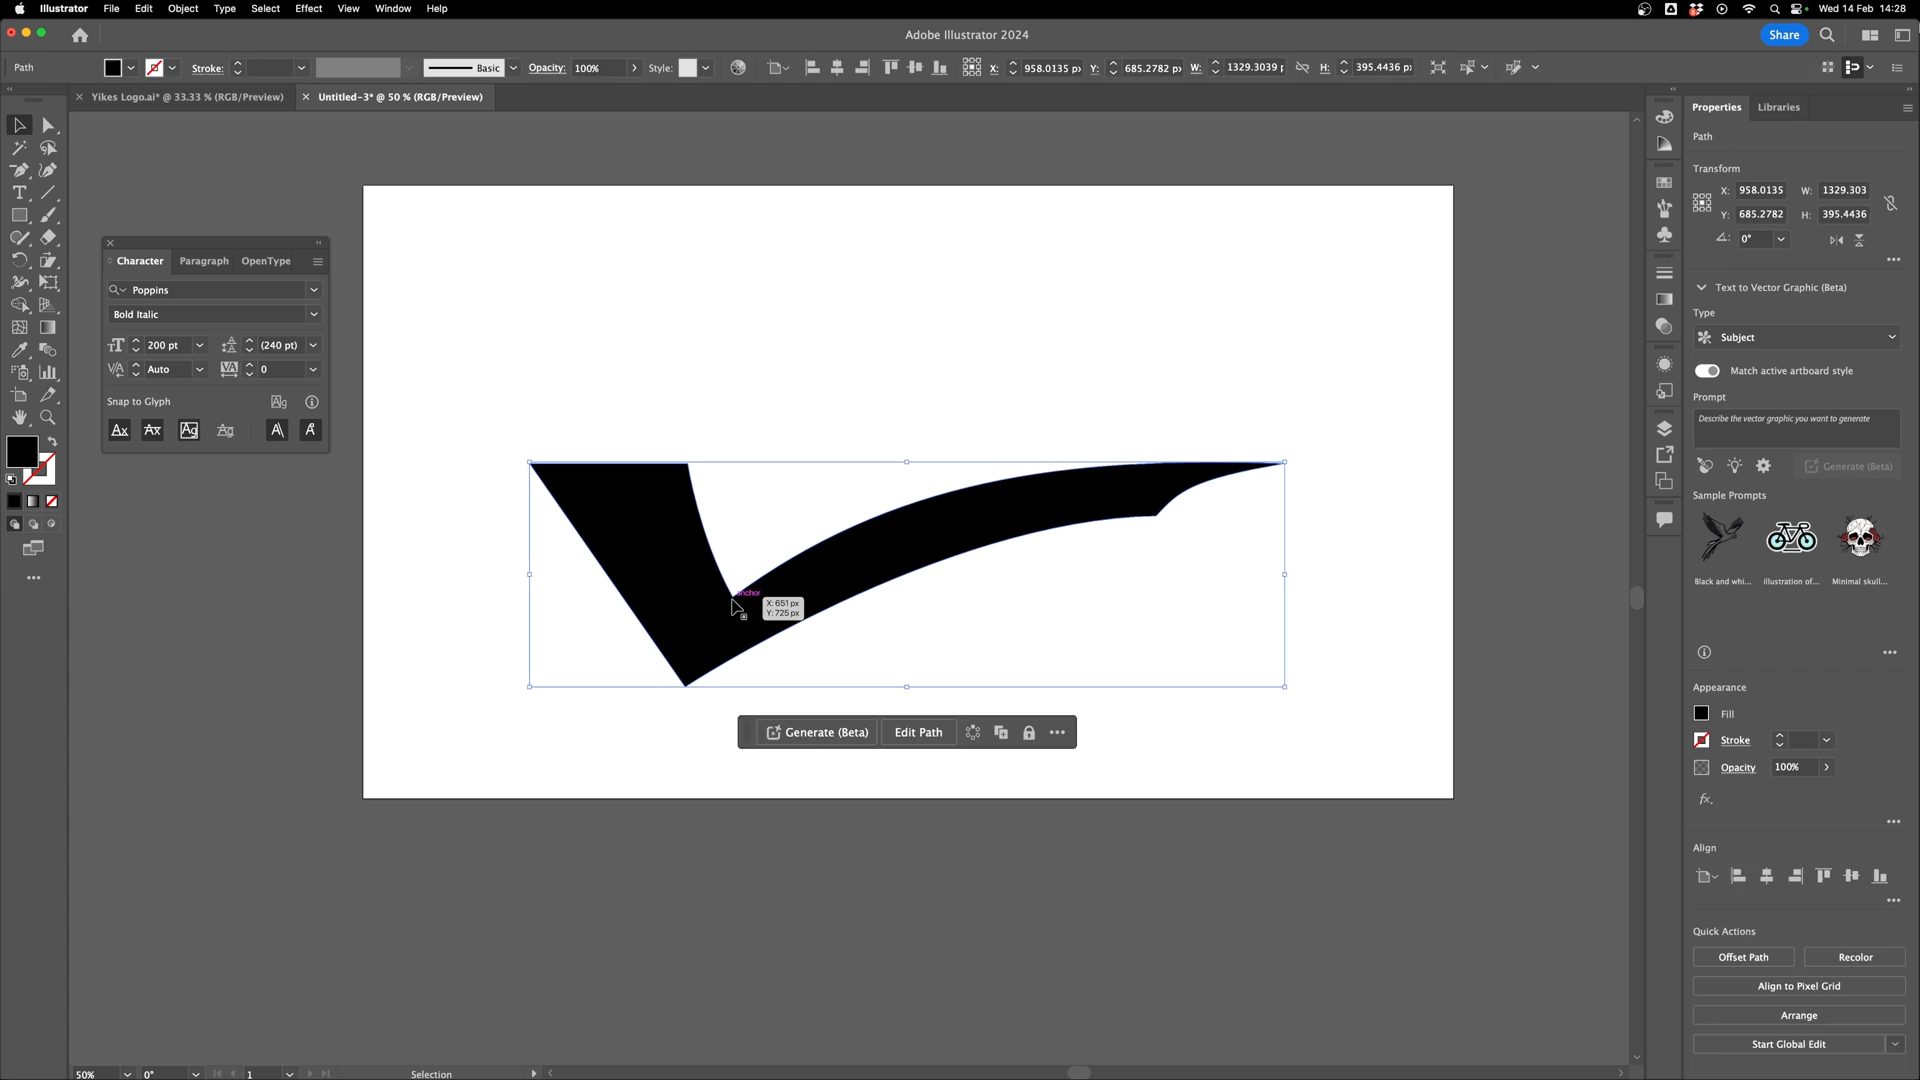 Illustrator File Edit Object Type Select Effect View Window Help
Wed 14 Feb 14:28
Adobe Illustrator 2024
Share
Path
Stroke:
Basic
Opacity: 100%
Style:
X: 958.0135 px
Y: 685.2782 px
W: 1329.3039 p
H: 395.4436 p
Yikes Logo.ai* @ 33.33 % (RGB/Preview)
Untitled-3* @ 50 % (RGB/Preview)
Character Paragraph OpenType
Poppins
Bold Italic
200 pt (240 pt)
Auto 0
Snap to Glyph
anchor
X: 651 px
Y: 725 px
Generate (Beta) Edit Path
Properties Libraries
Path
Transform
X: 958.0135 W: 1329.303
Y: 685.2782 H: 395.4436
0°
Text to Vector Graphic (Beta)
Type
Subject
Match active artboard style
Prompt
Describe the vector graphic you want to generate
Generate (Beta)
Sample Prompts
Black and whi... Illustration of... Minimal skull...
Appearance
Fill
Stroke
Opacity 100%
fx.
Align
Quick Actions
Offset Path Recolor
Align to Pixel Grid
Arrange
Start Global Edit
50% 0° 1 Selection